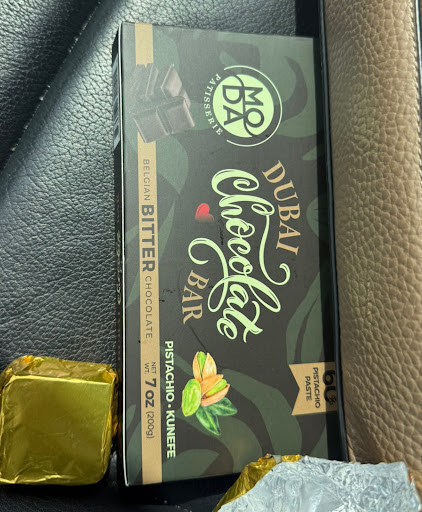 MO
DA
PATISSERIE
DUBAI
Chocolate
BAR
BELGIAN BITTER CHOCOLATE
PISTACHIO • KUNEFE
NET
WT. 7 OZ (200g)
PISTACHIO
PASTE